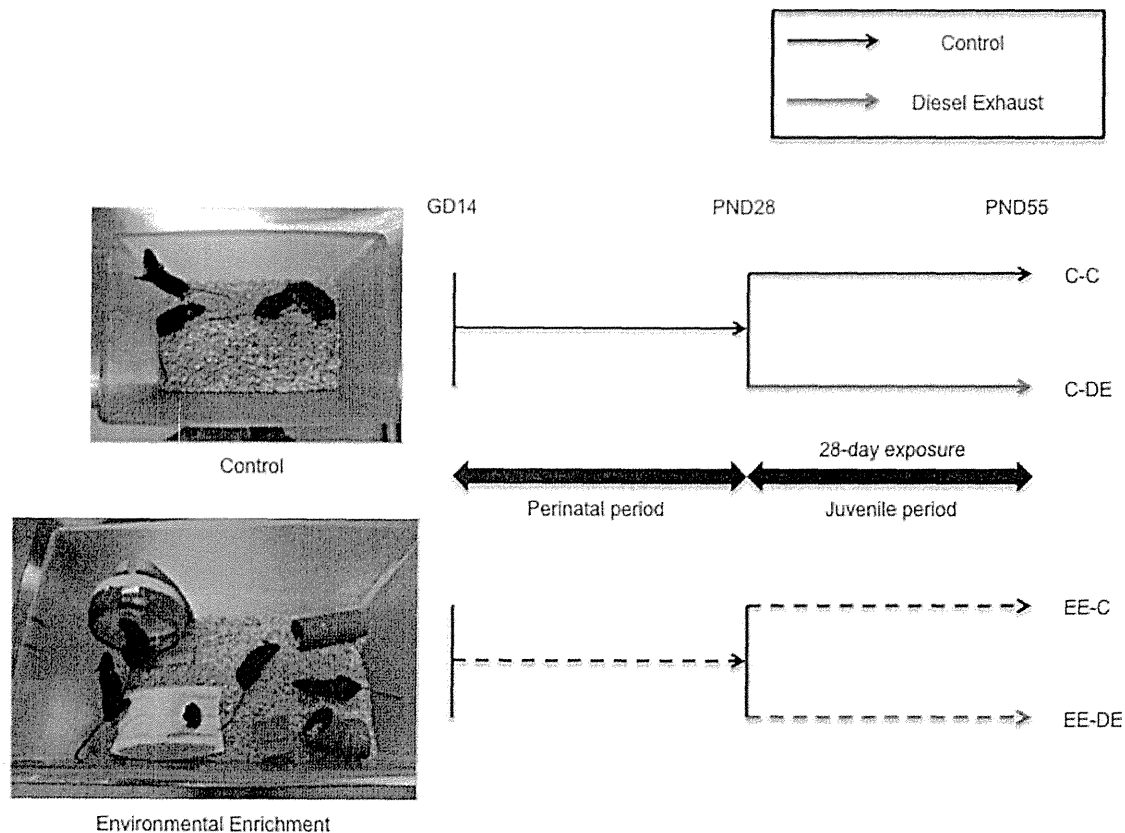 Control
Diesel Exhaust
GD14 PND28 PND55
C-C
C-DE
Control
28-day exposure
Perinatal period Juvenile period
EE-C
EE-DE
Environmental Enrichment